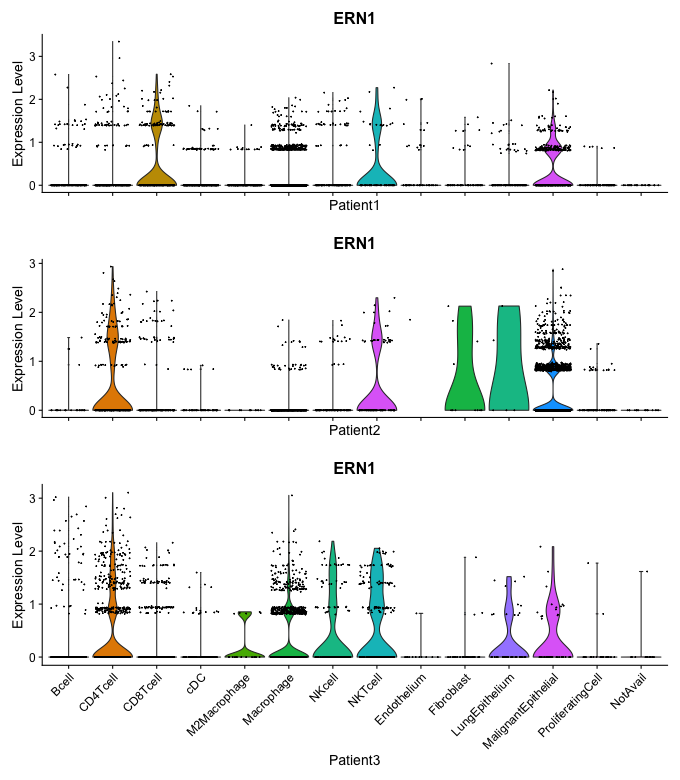 ERN1
Expression Level
3
2
1
0
Patient1
ERN1
Expression Level
3
2
1
0
Patient2
ERN1
Expression Level
3
2
1
0
Bcell
CD4Tcell
CD8Tcell
cDC
M2Macrophage
Macrophage
NKcell
NKTcell
Endothelium
Fibroblast
LungEpithelium
MalignantEpithelial
ProliferatingCell
NotAvail
Patient3